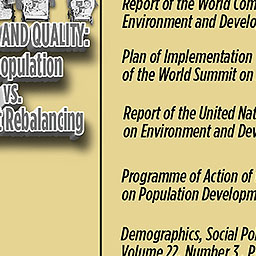 AND QUALITY:
opulation
vs.
Rebalancing
Report of the World Com
Environment and Develo
Plan of Implementation
of the World Summit on
Report of the United Nat
on Environment and Dev
Programme of Action of
on Population Developm
Demographics, Social Po
Volume 22, Number 3, P